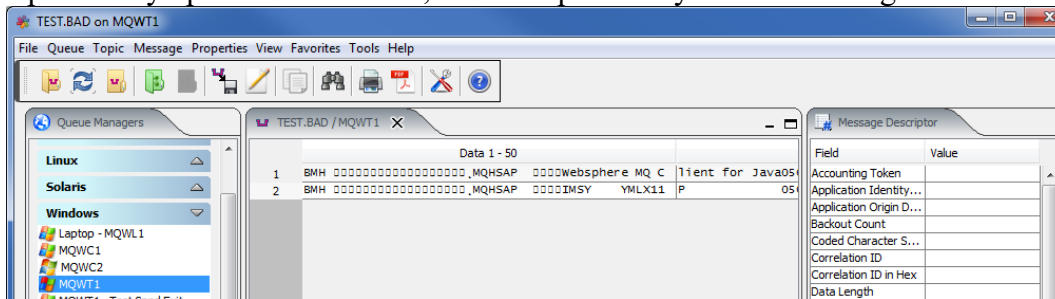 TEST.BAD on MQWT1
File Queue Topic Message Properties View Favorites Tools Help
PDF
Queue Managers
TEST.BAD / MQWT1
Message Descriptor
Linux
Solaris
Windows
Laptop - MQWL1
MQWC1
MQWC2
MQWT1
Data 1 - 50
1 BMH □□□□□□□□□□□□□□□□□□□.MQHSAP □□□□Websphere MQ C lient for Java05
2 BMH □□□□□□□□□□□□□□□□□□□.MQHSAP □□□□IMSY YMLX11 P 05
Field Value
Accounting Token
Application Identity...
Application Origin D...
Backout Count
Coded Character S...
Correlation ID
Correlation ID in Hex
Data Length